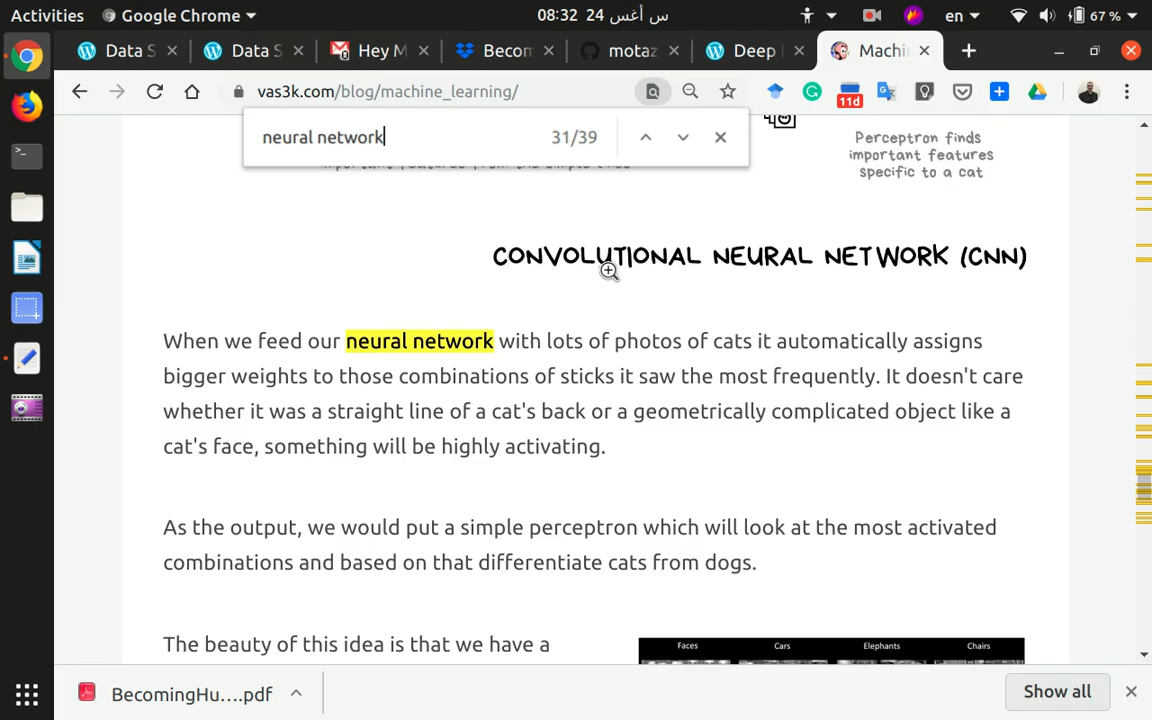 Activities
Google Chrome
08:32 24 س أغس
en
67 %
Data S
Data S
Hey M
Becom
motaz
Deep
Machi
vas3k.com/blog/machine_learning/
11d
neural network
31/39
Perceptron finds
important features
specific to a cat
CONVOLUTIONAL NEURAL NETWORK (CNN)
When we feed our neural network with lots of photos of cats it automatically assigns
bigger weights to those combinations of sticks it saw the most frequently. It doesn't care
whether it was a straight line of a cat's back or a geometrically complicated object like a
cat's face, something will be highly activating.
As the output, we would put a simple perceptron which will look at the most activated
combinations and based on that differentiate cats from dogs.
The beauty of this idea is that we have a
Faces
Cars
Elephants
Chairs
BecomingHu....pdf
Show all